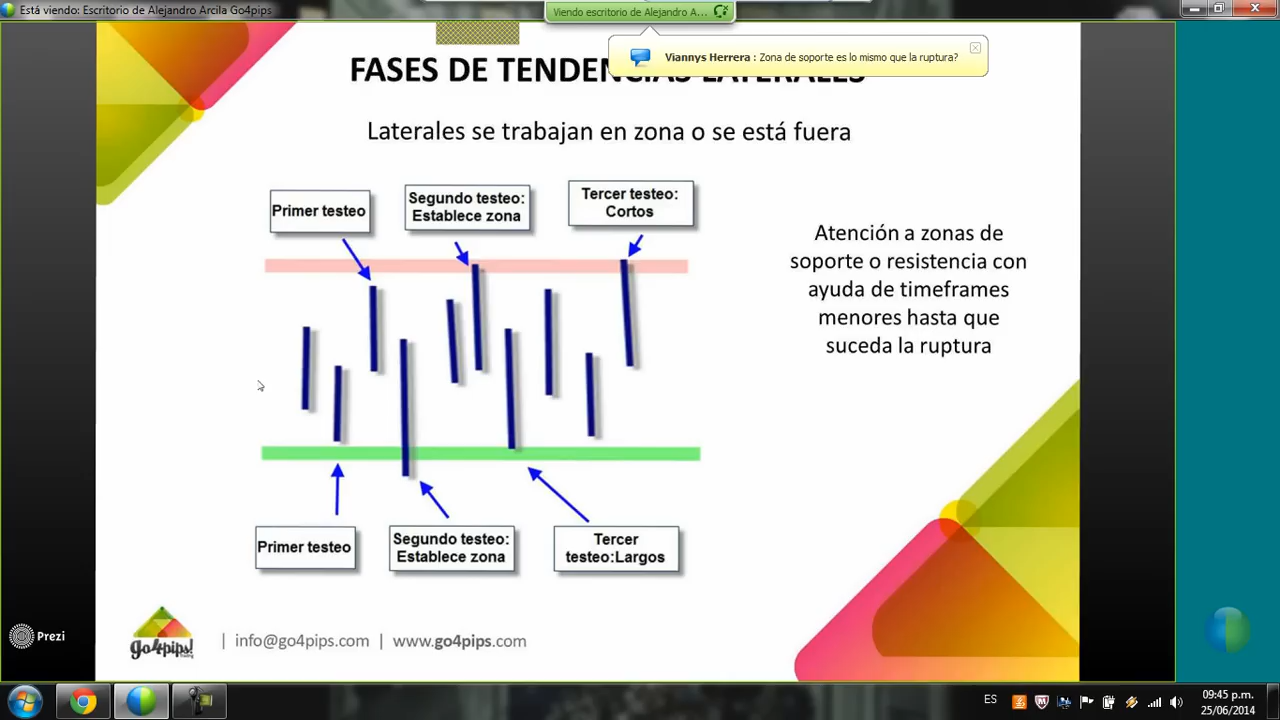 Está viendo: Escritorio de Alejandro Arcila Go4pips
Viendo escritorio de Alejandro A...
Viannys Herrera : Zona de soporte es lo mismo que la ruptura?
FASES DE TENDENCIAS LATERALES
Laterales se trabajan en zona o se está fuera
Primer testeo
Segundo testeo:
Establece zona
Tercer testeo:
Cortos
Atención a zonas de
soporte o resistencia con
ayuda de timeframes
menores hasta que
suceda la ruptura
Primer testeo
Segundo testeo:
Establece zona
Tercer
testeo:Largos
Prezi
go4pips!
| info@go4pips.com | www.go4pips.com
ES
09:45 p.m.
25/06/2014